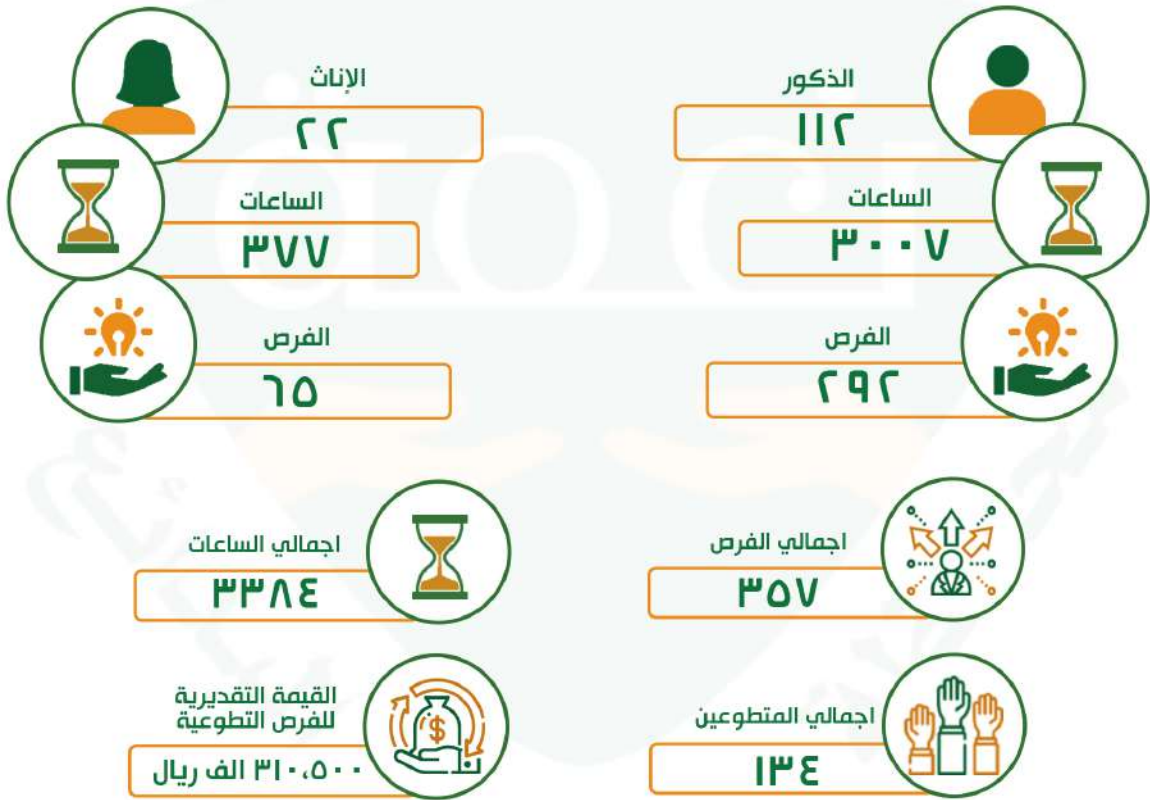 الذكور
١١٢
الساعات
٣٠٠٧
الفرص
٢٩٢
الإناث
٢٢
الساعات
٣٧٧
الفرص
٦٥
اجمالي الفرص
٣٥٧
اجمالي الساعات
٣٣٨٤
اجمالي المتطوعين
١٣٤
القيمة التقديرية
للفرص التطوعية
٣١٠،٥٠٠ الف ريال